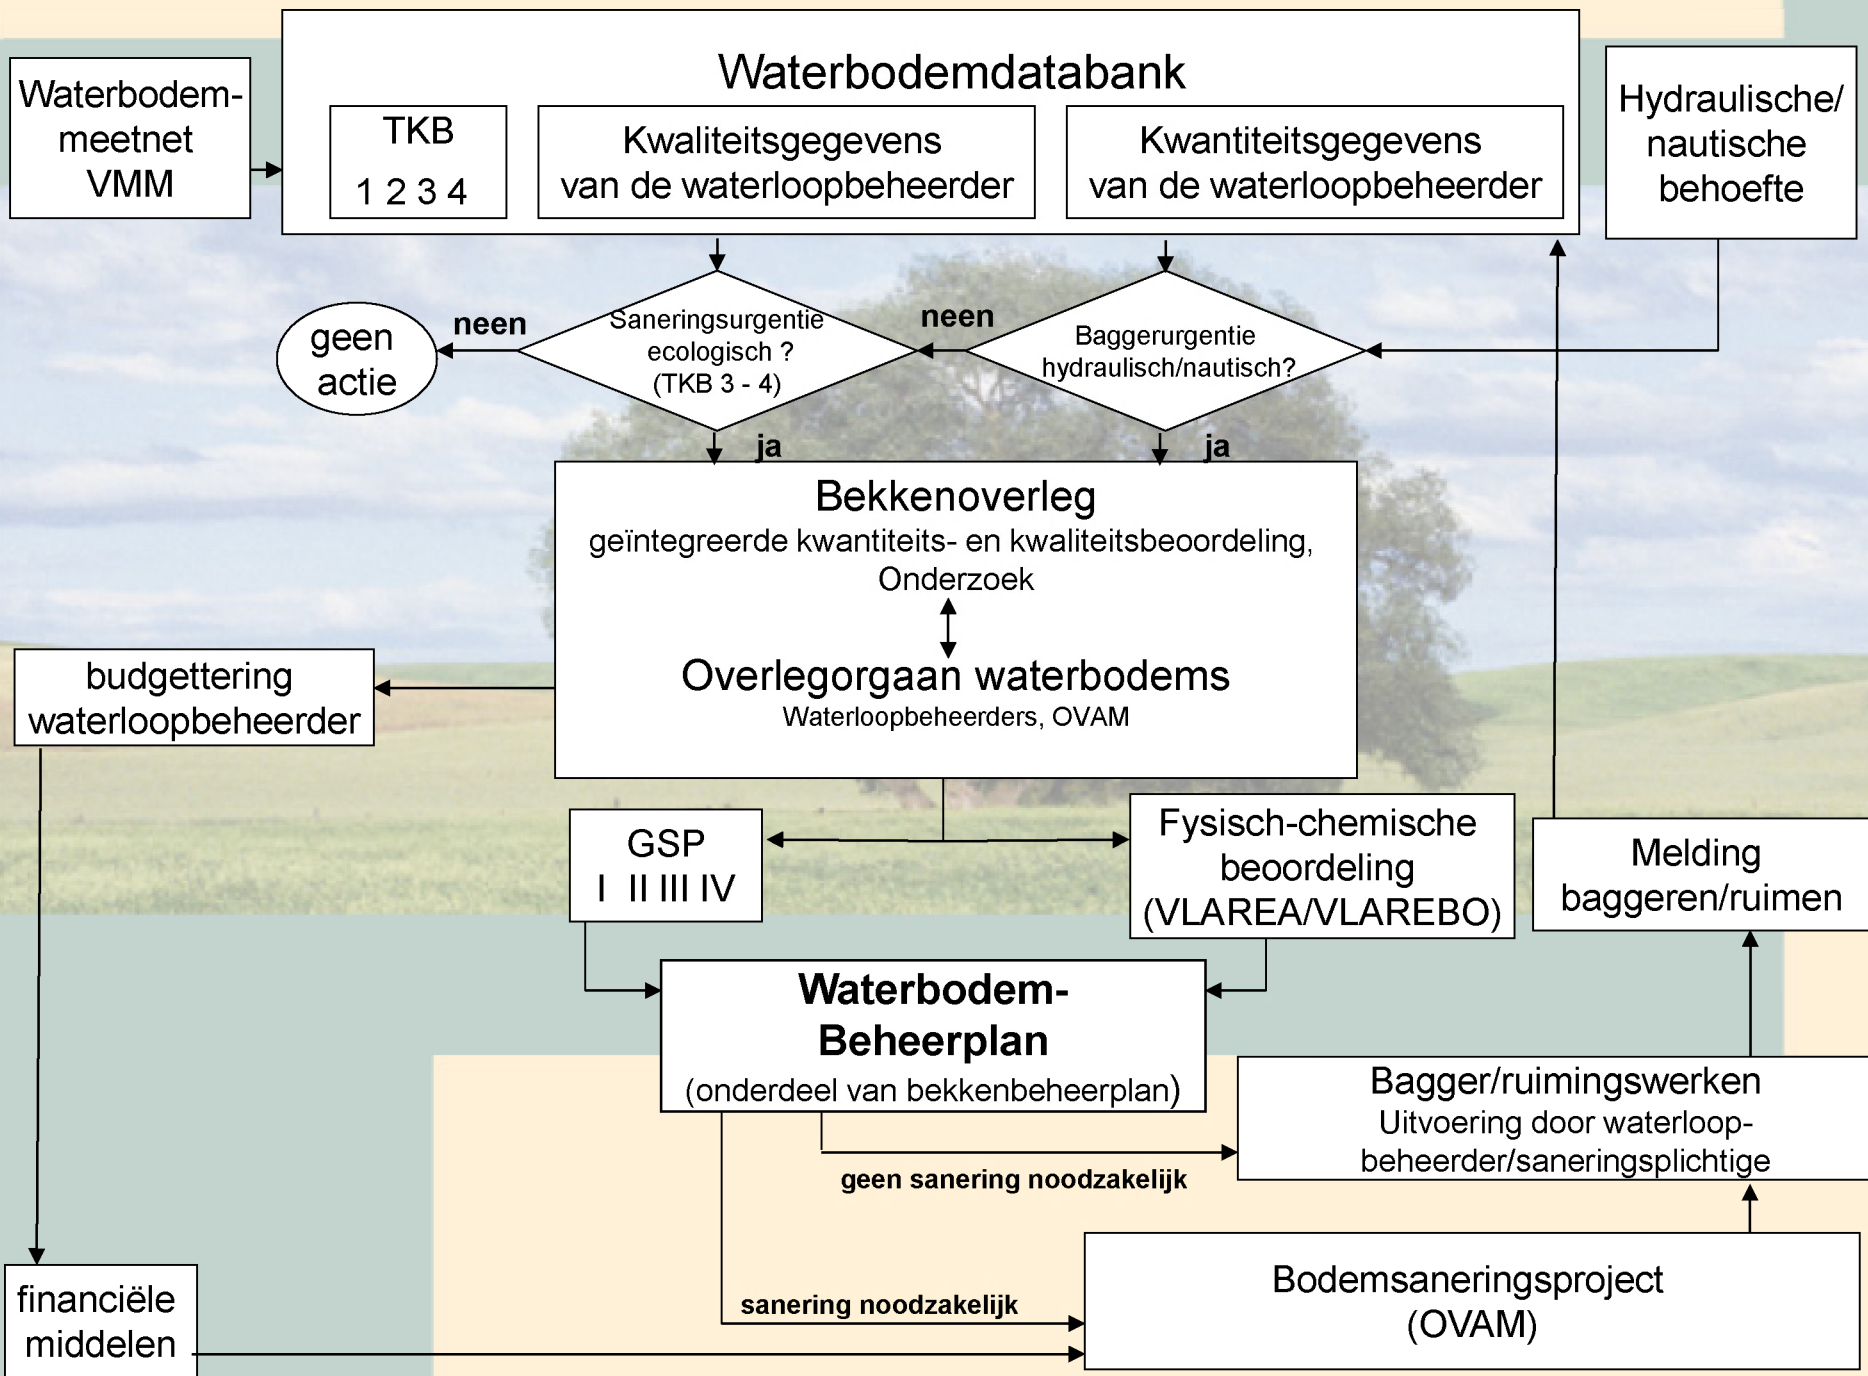 Waterbodemdatabank
Waterbodem-
meetnet
VMM
TKB
1 2 3 4
Kwaliteitsgegevens
van de waterloopbeheerder
Kwantiteitsgegevens
van de waterloopbeheerder
Hydraulische/
nautische
behoefte
geen
actie
neen
Saneringsurgentie
ecologisch ?
(TKB 3 - 4)
neen
Baggerurgentie
hydraulisch/nautisch?
ja
ja
Bekkenoverleg
geïntegreerde kwantiteits- en kwaliteitsbeoordeling,
Onderzoek
Overlegorgaan waterbodems
Waterloopbeheerders, OVAM
budgettering
waterloopbeheerder
GSP
I II III IV
Fysisch-chemische
beoordeling
(VLAREA/VLAREBO)
Melding
baggeren/ruimen
Waterbodem-
Beheerplan
(onderdeel van bekkenbeheerplan)
Bagger/ruimingswerken
Uitvoering door waterloop-
beheerder/saneringsplichtige
geen sanering noodzakelijk
sanering noodzakelijk
Bodemsaneringsproject
(OVAM)
financiële
middelen